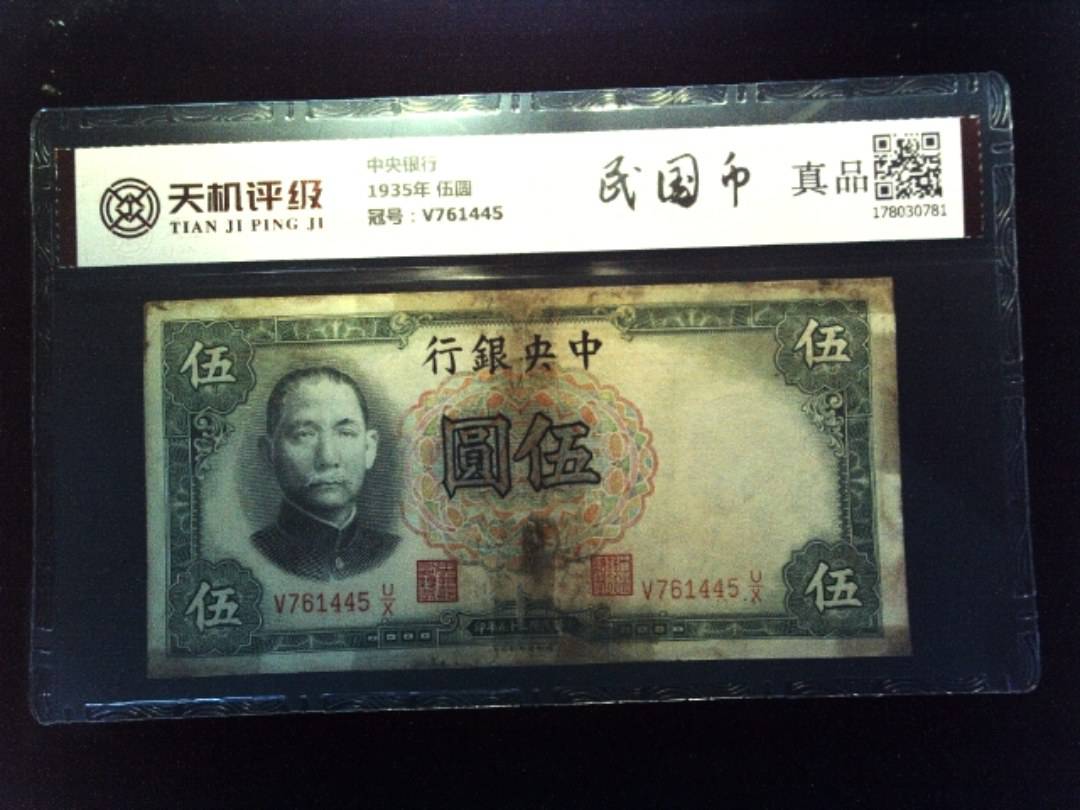 天机评级
TIAN JI PING JI
中央银行
1935年 伍圆
冠号：V761445
民国币
真品
178030781
伍
伍
行銀央中
圓伍
V761445 U/X
V761445 U/X
伍
伍